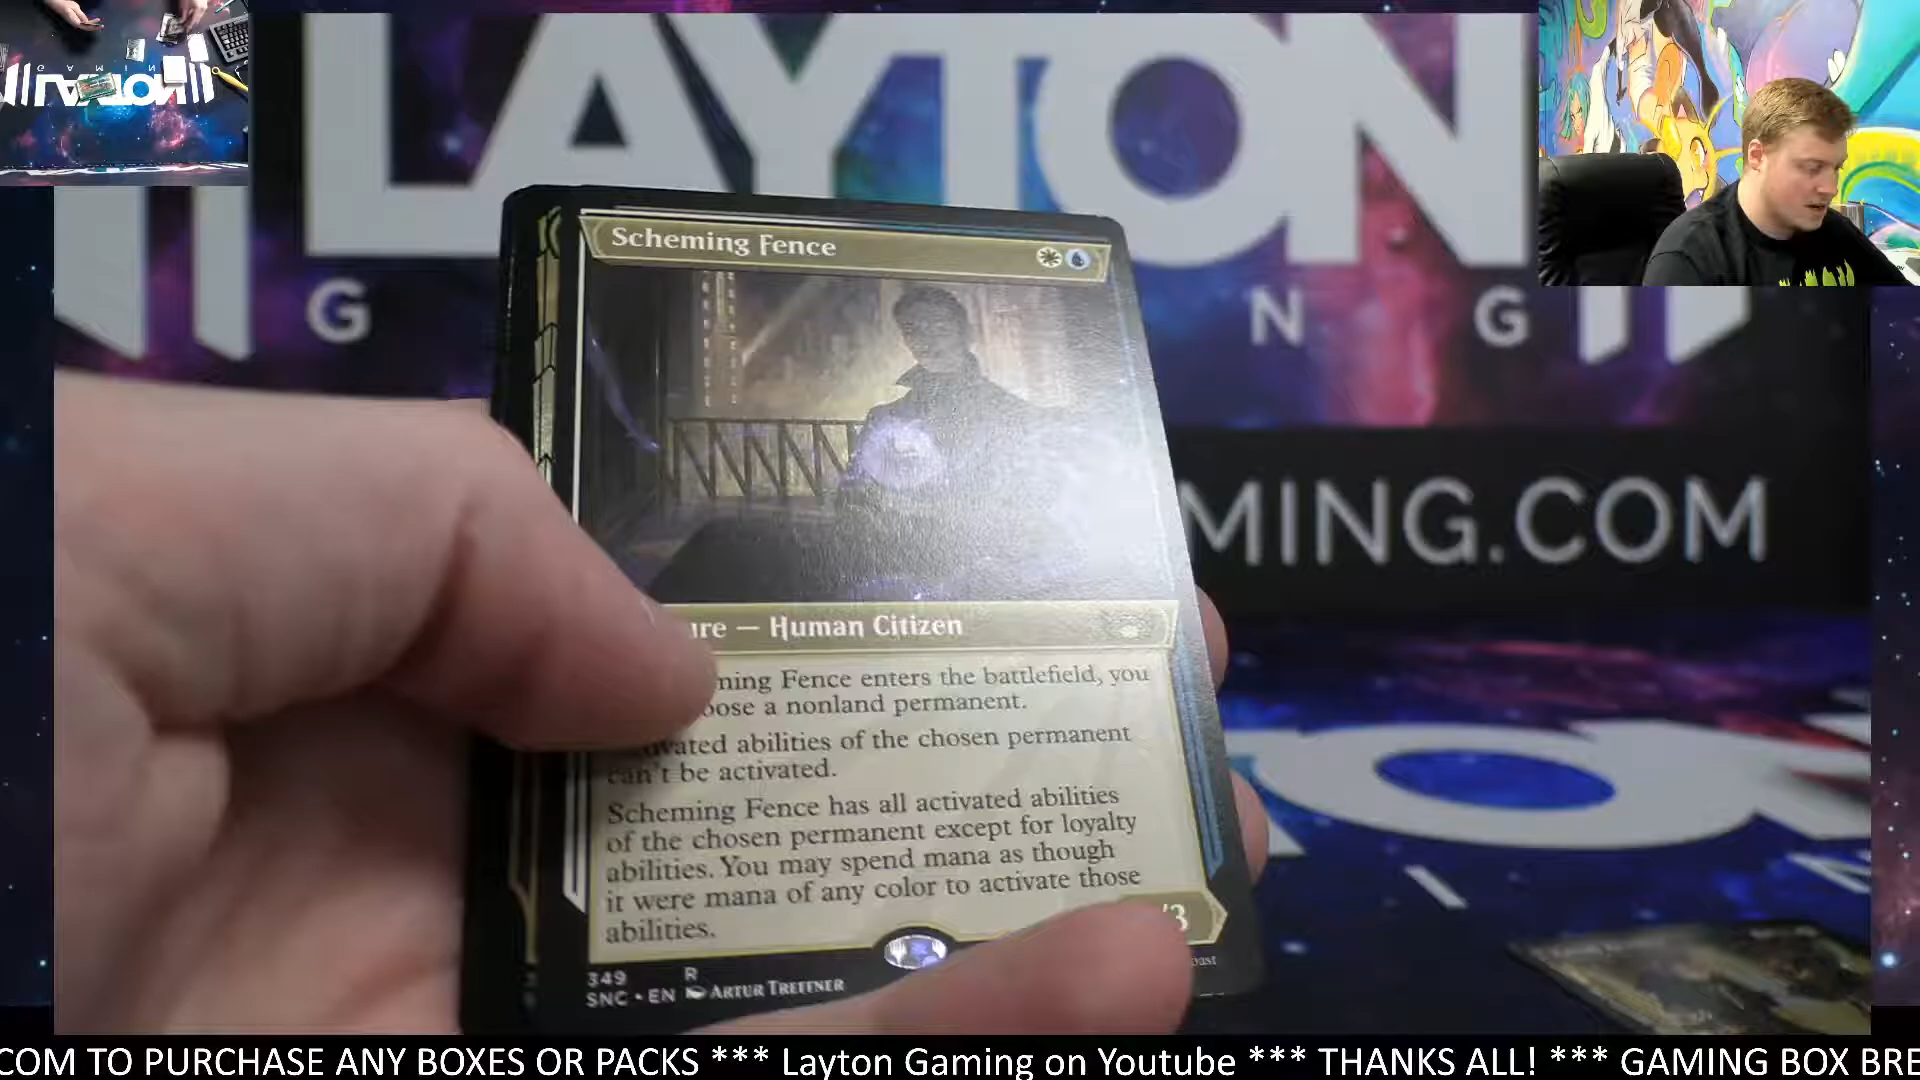 LAYTON
G N G
MING.COM
Scheming Fence
ure — Human Citizen
ming Fence enters the battlefield, you
oose a nonland permanent.
ivated abilities of the chosen permanent
can't be activated.
Scheming Fence has all activated abilities
of the chosen permanent except for loyalty
abilities. You may spend mana as though
it were mana of any color to activate those
abilities.
/3
349 R
SNC • EN ARTUR TREFFNER
oast
COM TO PURCHASE ANY BOXES OR PACKS *** Layton Gaming on Youtube *** THANKS ALL! *** GAMING BOX BRE